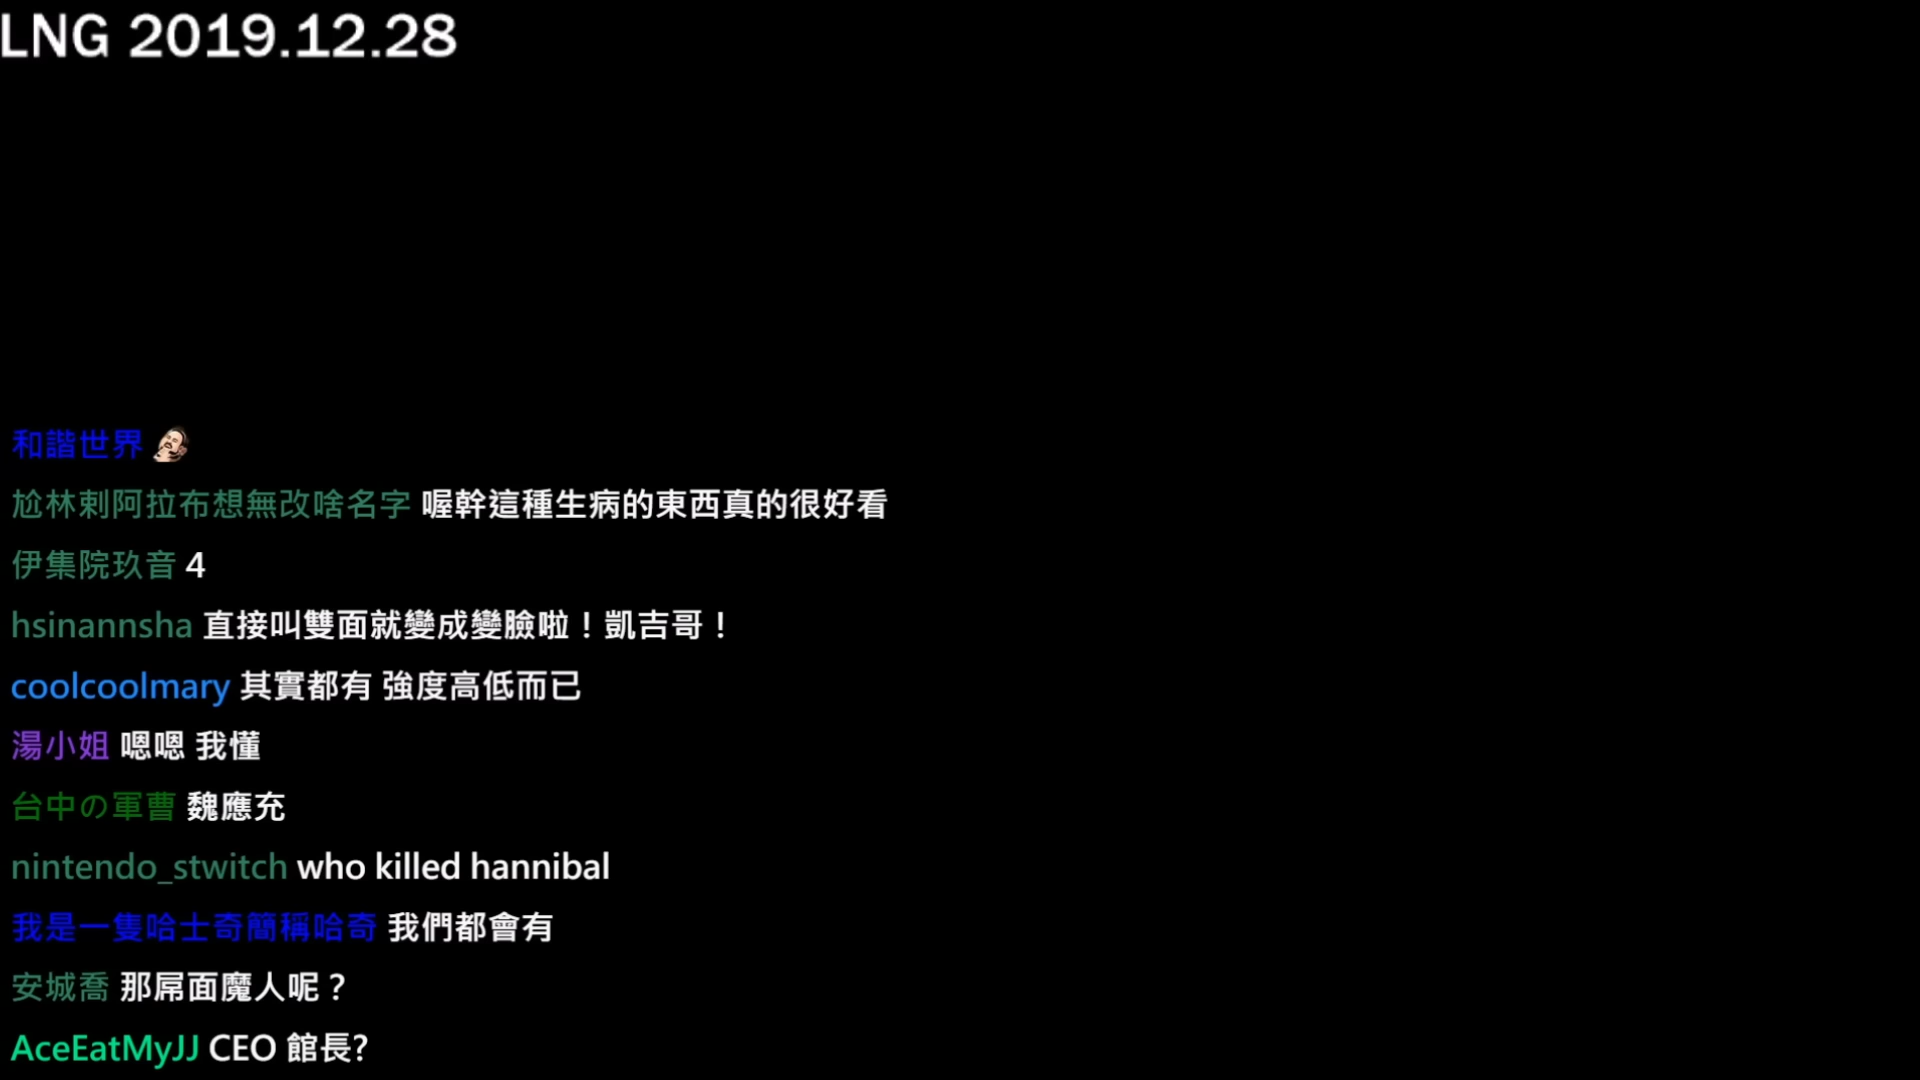 LNG 2019.12.28
和諧世界
尬林剌阿拉布想無改啥名字 喔幹這種生病的東西真的很好看
伊集院玖音 4
hsinannsha 直接叫雙面就變成變臉啦！凱吉哥！
coolcoolmary 其實都有 強度高低而已
湯小姐 嗯嗯 我懂
台中の軍曹 魏應充
nintendo_stwitch who killed hannibal
我是一隻哈士奇簡稱哈奇 我們都會有
安城喬 那屌面魔人呢？
AceEatMyJJ CEO 館長?